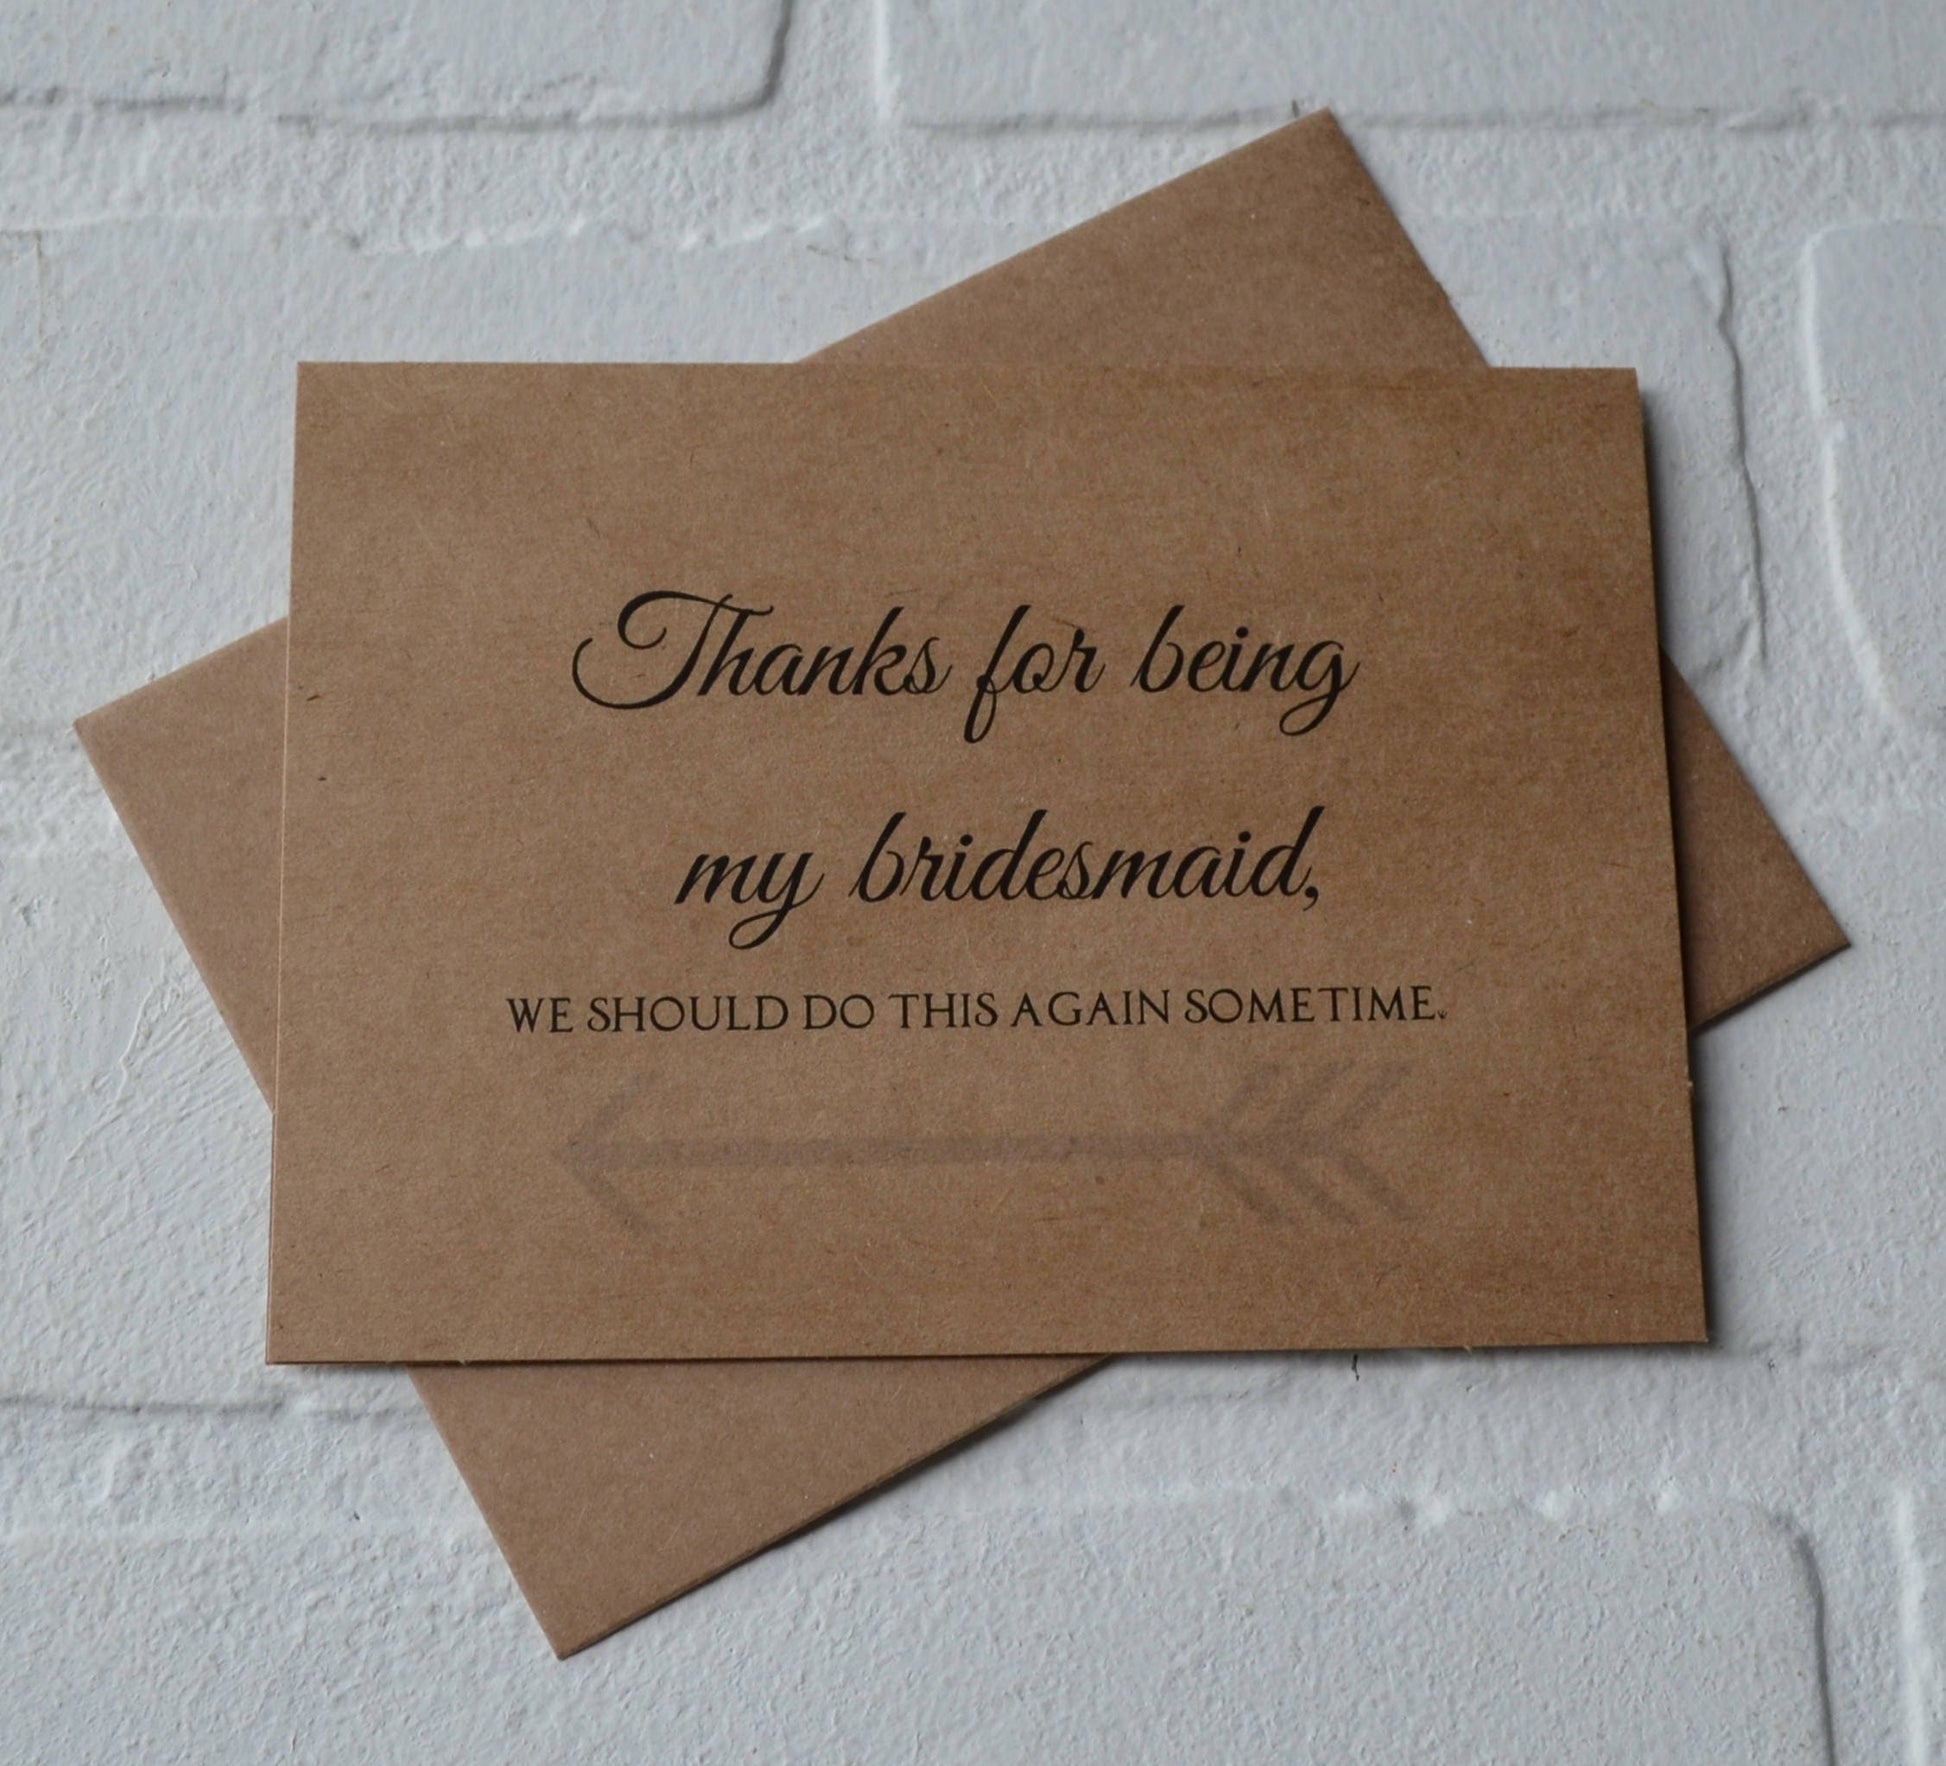 Thanks for being
my bridesmaid,
WE SHOULD DO THIS AGAIN SOMETIME.